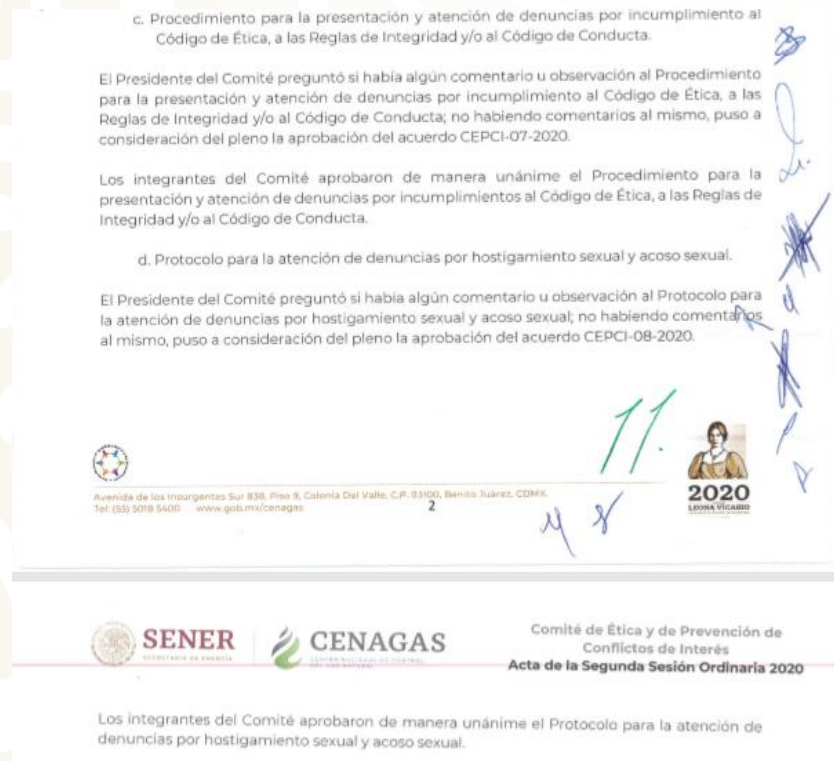 c. Procedimiento para la presentación y atención de denuncias por incumplimiento al
Código de Ética, a las Reglas de Integridad y/o al Código de Conducta.
El Presidente del Comité preguntó si había algún comentario u observación al Procedimiento
para la presentación y atención de denuncias por incumplimiento al Código de Ética, a las
Reglas de Integridad y/o al Código de Conducta; no habiendo comentarios al mismo, puso a
consideración del pleno la aprobación del acuerdo CEPCI-07-2020.
Los integrantes del Comité aprobaron de manera unánime el Procedimiento para la
presentación y atención de denuncias por incumplimientos al Código de Ética, a las Reglas de
Integridad y/o al Código de Conducta.
d. Protocolo para la atención de denuncias por hostigamiento sexual y acoso sexual.
El Presidente del Comité preguntó si había algún comentario u observación al Protocolo para
la atención de denuncias por hostigamiento sexual y acoso sexual; no habiendo comentarios
al mismo, puso a consideración del pleno la aprobación del acuerdo CEPCI-08-2020.
11.
Avenida de los Insurgentes Sur 838, Piso 9, Colonia Del Valle, C.P. 03100, Benito Juárez, CDMX.
Tel: (55) 5018 5400 www.gob.mx/cenagas
2
2020
LEONA VICARIO
SENER
SECRETARÍA DE ENERGÍA
CENAGAS
CENTRO NACIONAL DE CONTROL
DEL GAS NATURAL
Comité de Ética y de Prevención de
Conflictos de Interés
Acta de la Segunda Sesión Ordinaria 2020
Los integrantes del Comité aprobaron de manera unánime el Protocolo para la atención de
denuncias por hostigamiento sexual y acoso sexual.